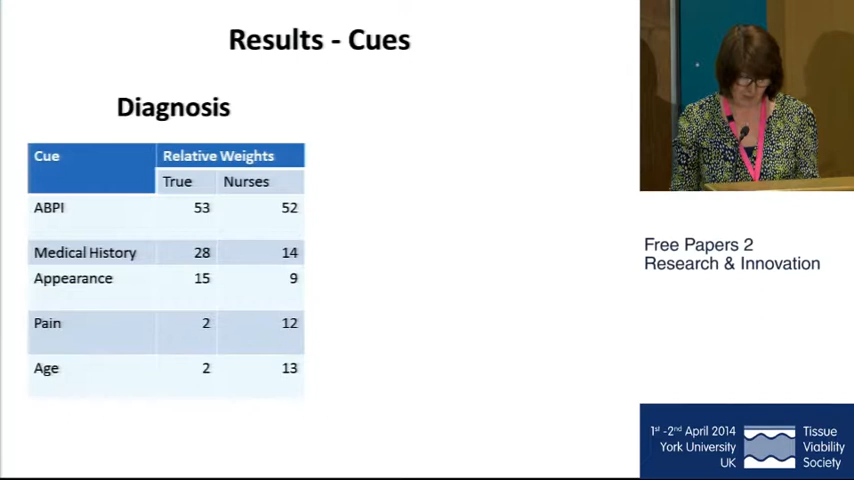 Results - Cues
Diagnosis
Cue Relative Weights
True Nurses
ABPI 53 52
Medical History 28 14
Appearance 15 9
Pain 2 12
Age 2 13
Free Papers 2
Research & Innovation
1st -2nd April 2014
York University
UK
Tissue
Viability
Society